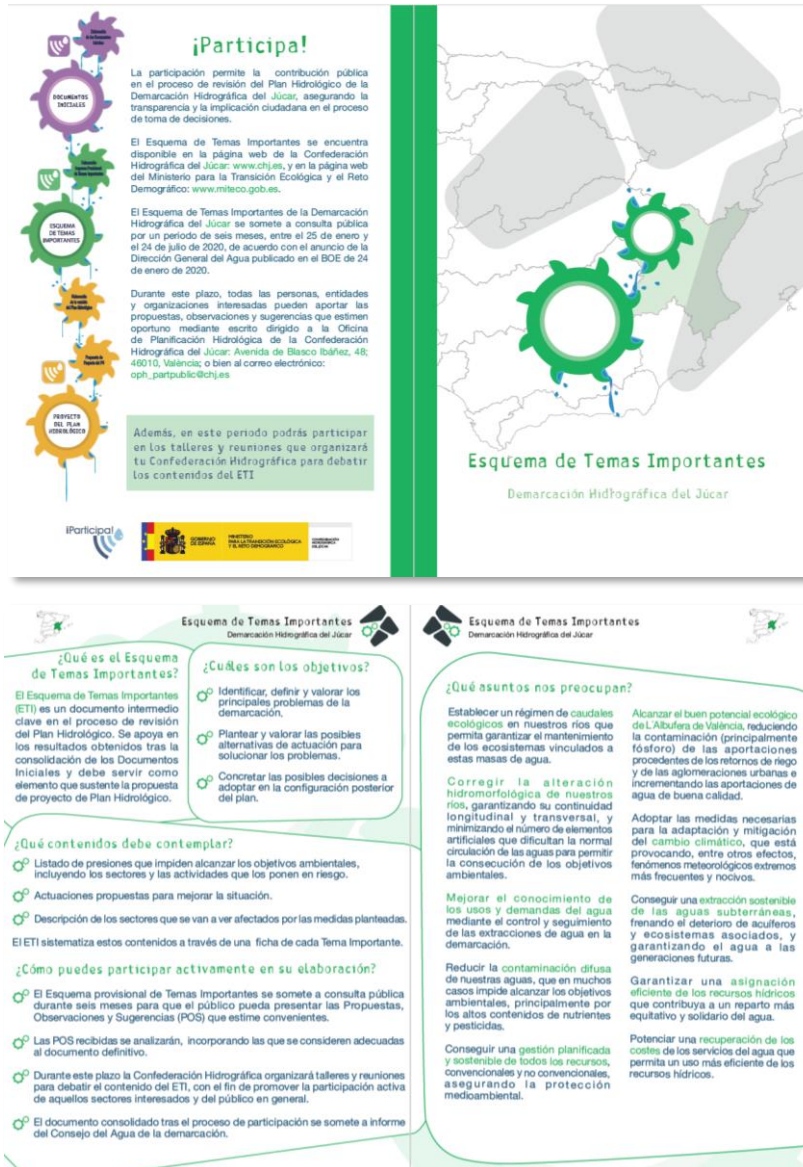 DOCUMENTOS
INICIALES
ESQUEMA
DE TEMAS
IMPORTANTES
PROYECTO
DEL PLAN
HIDROLÓGICO
¡Participa!
La participación permite la contribución pública
en el proceso de revisión del Plan Hidrológico de la
Demarcación Hidrográfica del Júcar, asegurando la
transparencia y la implicación ciudadana en el proceso
de toma de decisiones.
El Esquema de Temas Importantes se encuentra
disponible en la página web de la Confederación
Hidrográfica del Júcar: www.chj.es, y en la página web
del Ministerio para la Transición Ecológica y el Reto
Demográfico: www.miteco.gob.es.
El Esquema de Temas Importantes de la Demarcación
Hidrográfica del Júcar se somete a consulta pública
por un periodo de seis meses, entre el 25 de enero y
el 24 de julio de 2020, de acuerdo con el anuncio de la
Dirección General del Agua publicado en el BOE de 24
de enero de 2020.
Durante este plazo, todas las personas, entidades
y organizaciones interesadas pueden aportar las
propuestas, observaciones y sugerencias que estimen
oportuno mediante escrito dirigido a la Oficina
de Planificación Hidrológica de la Confederación
Hidrográfica del Júcar: Avenida de Blasco Ibáñez, 48;
46010, València; o bien al correo electrónico:
oph_partpublic@chj.es
Además, en este periodo podrás participar
en los talleres y reuniones que organizará
tu Confederación Hidrográfica para debatir
los contenidos del ETI
iParticipa!
GOBIERNO
DE ESPAÑA
MINISTERIO
PARA LA TRANSICIÓN ECOLÓGICA
Y EL RETO DEMOGRÁFICO
CONFEDERACIÓN
HIDROGRÁFICA
DEL JÚCAR
Esquema de Temas Importantes
Demarcación Hidrográfica del Júcar
Esquema de Temas Importantes
Demarcación Hidrográfica del Júcar
¿Qué es el Esquema
de Temas Importantes?
El Esquema de Temas Importantes
(ETI) es un documento intermedio
clave en el proceso de revisión
del Plan Hidrológico. Se apoya en
los resultados obtenidos tras la
consolidación de los Documentos
Iniciales y debe servir como
elemento que sustente la propuesta
de proyecto de Plan Hidrológico.
¿Cuáles son los objetivos?
Identificar, definir y valorar los
principales problemas de la
demarcación.
Plantear y valorar las posibles
alternativas de actuación para
solucionar los problemas.
Concretar las posibles decisiones a
adoptar en la configuración posterior
del plan.
¿Qué contenidos debe contemplar?
Listado de presiones que impiden alcanzar los objetivos ambientales,
incluyendo los sectores y las actividades que los ponen en riesgo.
Actuaciones propuestas para mejorar la situación.
Descripción de los sectores que se van a ver afectados por las medidas planteadas.
El ETI sistematiza estos contenidos a través de una ficha de cada Tema Importante.
¿Cómo puedes participar activamente en su elaboración?
El Esquema provisional de Temas Importantes se somete a consulta pública
durante seis meses para que el público pueda presentar las Propuestas,
Observaciones y Sugerencias (POS) que estime convenientes.
Las POS recibidas se analizarán, incorporando las que se consideren adecuadas
al documento definitivo.
Durante este plazo la Confederación Hidrográfica organizará talleres y reuniones
para debatir el contenido del ETI, con el fin de promover la participación activa
de aquellos sectores interesados y del público en general.
El documento consolidado tras el proceso de participación se somete a informe
del Consejo del Agua de la demarcación.
Esquema de Temas Importantes
Demarcación Hidrográfica del Júcar
¿Qué asuntos nos preocupan?
Establecer un régimen de caudales
ecológicos en nuestros ríos que
permita garantizar el mantenimiento
de los ecosistemas vinculados a
estas masas de agua.
Corregir la alteración
hidromorfológica de nuestros
ríos, garantizando su continuidad
longitudinal y transversal, y
minimizando el número de elementos
artificiales que dificultan la normal
circulación de las aguas para permitir
la consecución de los objetivos
ambientales.
Mejorar el conocimiento de
los usos y demandas del agua
mediante el control y seguimiento
de las extracciones de agua en la
demarcación.
Reducir la contaminación difusa
de nuestras aguas, que en muchos
casos impide alcanzar los objetivos
ambientales, principalmente por
los altos contenidos de nutrientes
y pesticidas.
Conseguir una gestión planificada
y sostenible de todos los recursos,
convencionales y no convencionales,
asegurando la protección
medioambiental.
Alcanzar el buen potencial ecológico
de L´Albufera de València, reduciendo
la contaminación (principalmente
fósforo) de las aportaciones
procedentes de los retornos de riego
y de las aglomeraciones urbanas e
incrementando las aportaciones de
agua de buena calidad.
Adoptar las medidas necesarias
para la adaptación y mitigación
del cambio climático, que está
provocando, entre otros efectos,
fenómenos meteorológicos extremos
más frecuentes y nocivos.
Conseguir una extracción sostenible
de las aguas subterráneas,
frenando el deterioro de acuíferos
y ecosistemas asociados, y
garantizando el agua a las
generaciones futuras.
Garantizar una asignación
eficiente de los recursos hídricos
que contribuya a un reparto más
equitativo y solidario del agua.
Potenciar una recuperación de los
costes de los servicios del agua que
permita un uso más eficiente de los
recursos hídricos.